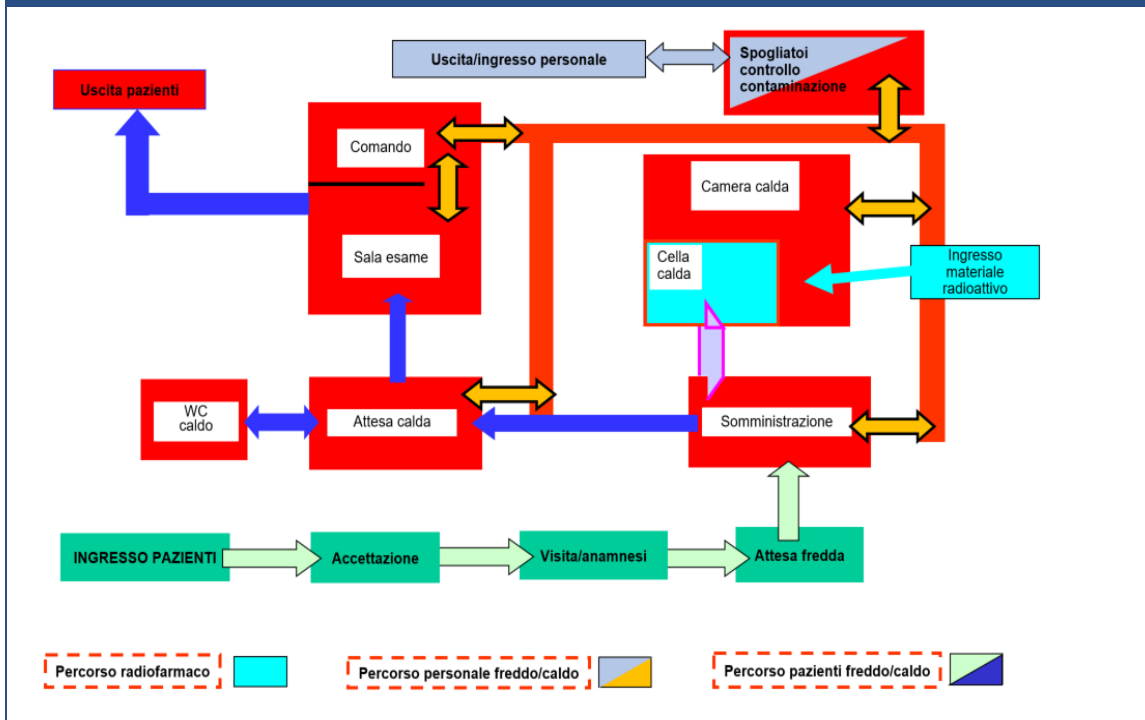 Uscita/ingresso personale
Spogliatoi
controllo
contaminazione
Uscita pazienti
Comando
Camera calda
Sala esame
Cella
calda
Ingresso
materiale
radioattivo
WC
caldo
Attesa calda
Somministrazione
INGRESSO PAZIENTI
Accettazione
Visita/anamnesi
Attesa fredda
Percorso radiofarmaco
Percorso personale freddo/caldo
Percorso pazienti freddo/caldo